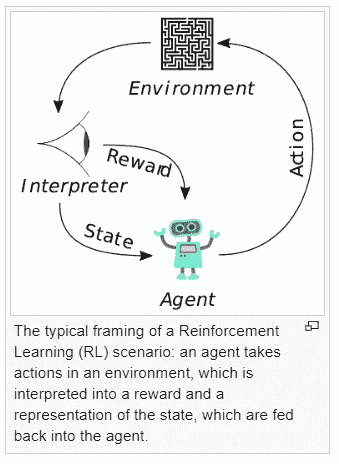 Environment
Reward
Action
Interpreter
State
Agent
The typical framing of a Reinforcement
Learning (RL) scenario: an agent takes
actions in an environment, which is
interpreted into a reward and a
representation of the state, which are fed
back into the agent.